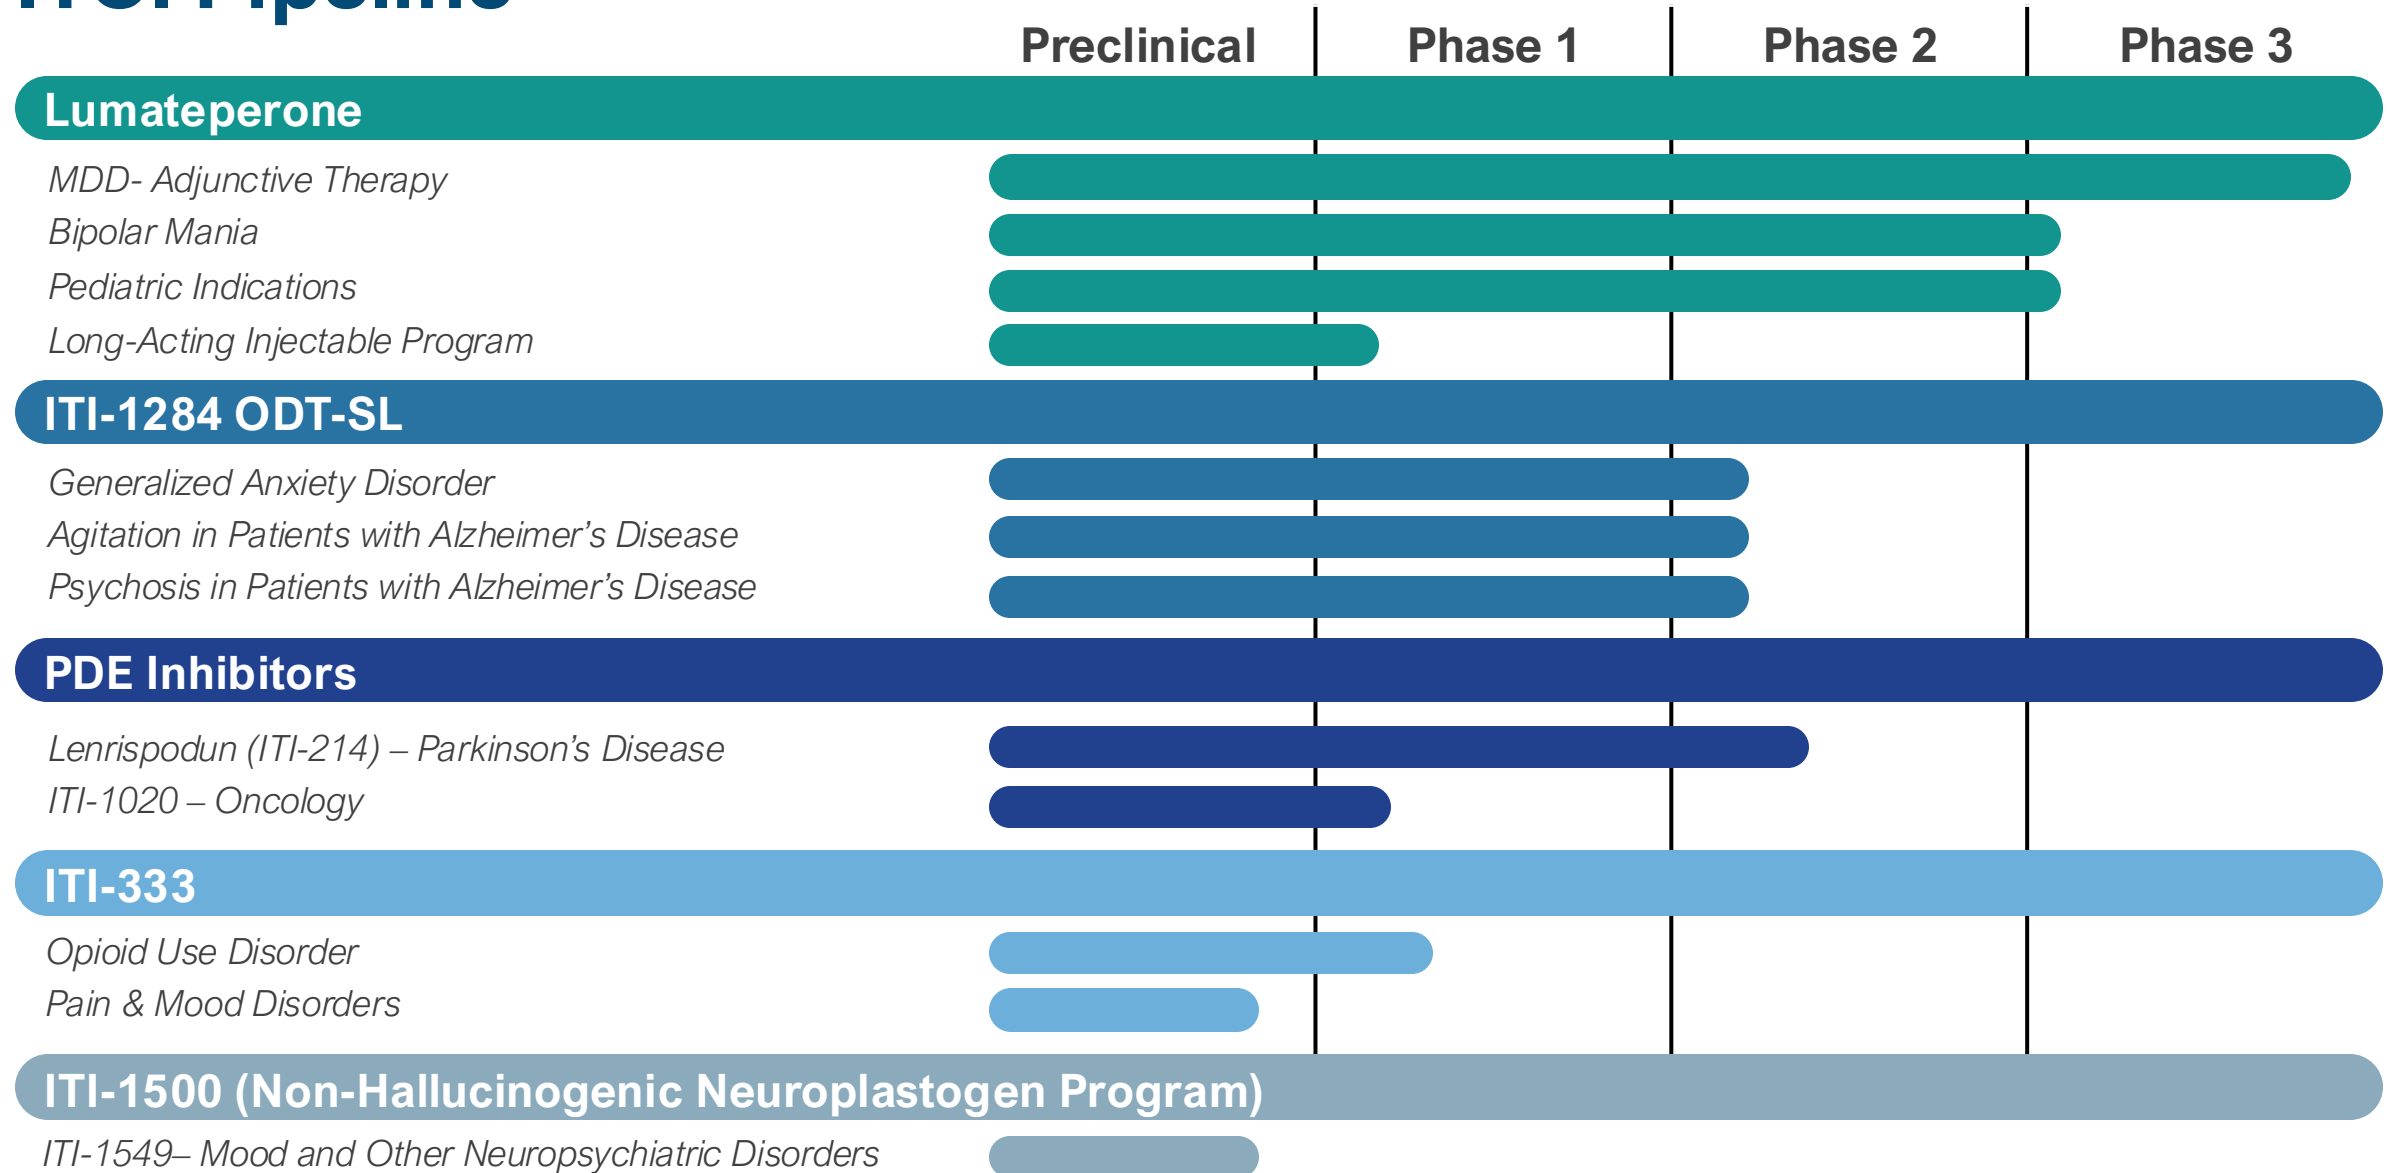 Preclinical Phase 1 Phase 2 Phase 3
Lumateperone
MDD- Adjunctive Therapy
Bipolar Mania
Pediatric Indications
Long-Acting Injectable Program
ITI-1284 ODT-SL
Generalized Anxiety Disorder
Agitation in Patients with Alzheimer’s Disease
Psychosis in Patients with Alzheimer’s Disease
PDE Inhibitors
Lenrispodun (ITI-214) – Parkinson’s Disease
ITI-1020 – Oncology
ITI-333
Opioid Use Disorder
Pain & Mood Disorders
ITI-1500 (Non-Hallucinogenic Neuroplastogen Program)
ITI-1549– Mood and Other Neuropsychiatric Disorders